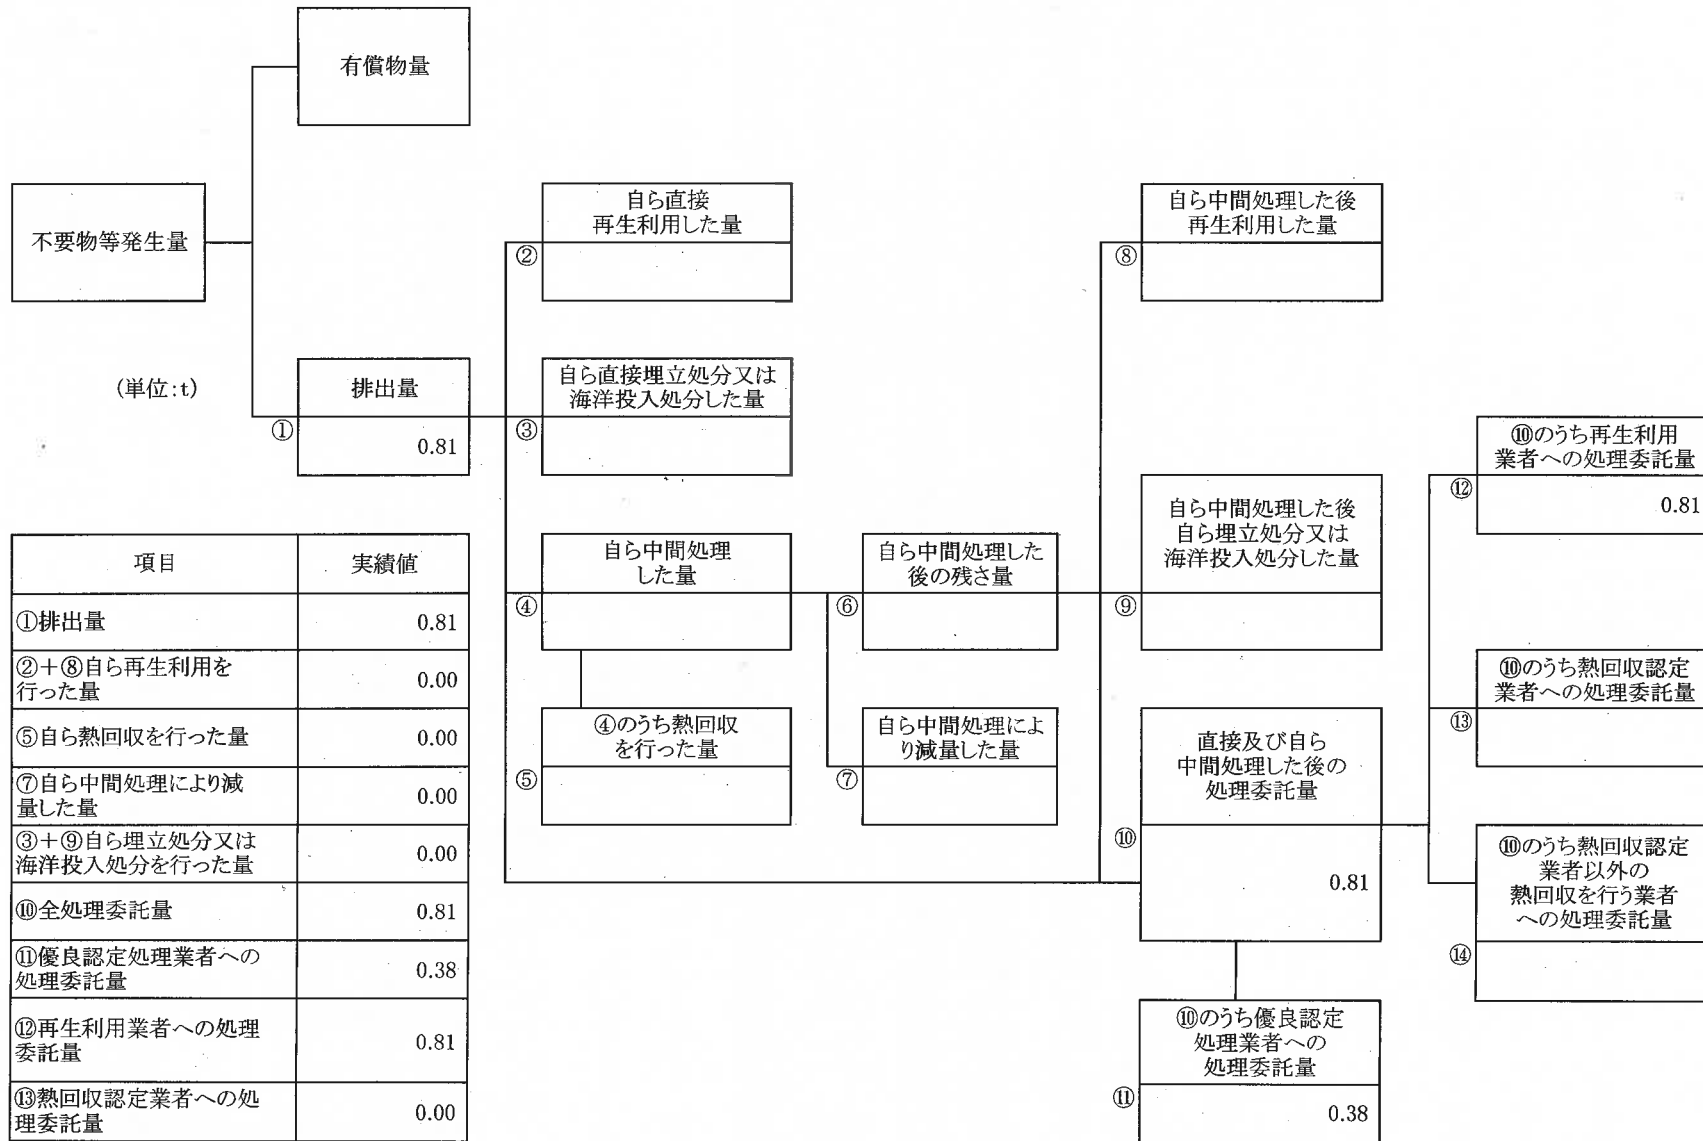 有償物量
不要物等発生量
(単位:t)
排出量
①
0.81
自ら直接
再生利用した量
②
自ら直接埋立処分又は
海洋投入処分した量
③
自ら中間処理
した量
④
④のうち熱回収
を行った量
⑤
自ら中間処理した
後の残さ量
⑥
自ら中間処理によ
り減量した量
⑦
自ら中間処理した後
再生利用した量
⑧
自ら中間処理した後
自ら埋立処分又は
海洋投入処分した量
⑨
直接及び自ら
中間処理した後の
処理委託量
⑩
0.81
⑩のうち優良認定
処理業者への
処理委託量
⑪
0.38
⑩のうち再生利用
業者への処理委託量
⑫
0.81
⑩のうち熱回収認定
業者への処理委託量
⑬
⑩のうち熱回収認定
業者以外の
熱回収を行う業者
への処理委託量
⑭
項目 実績値
①排出量 0.81
②+⑧自ら再生利用を
行った量 0.00
⑤自ら熱回収を行った量 0.00
⑦自ら中間処理により減
量した量 0.00
③+⑨自ら埋立処分又は
海洋投入処分を行った量 0.00
⑩全処理委託量 0.81
⑪優良認定処理業者への
処理委託量 0.38
⑫再生利用業者への処理
委託量 0.81
⑬熱回収認定業者への処
理委託量 0.00